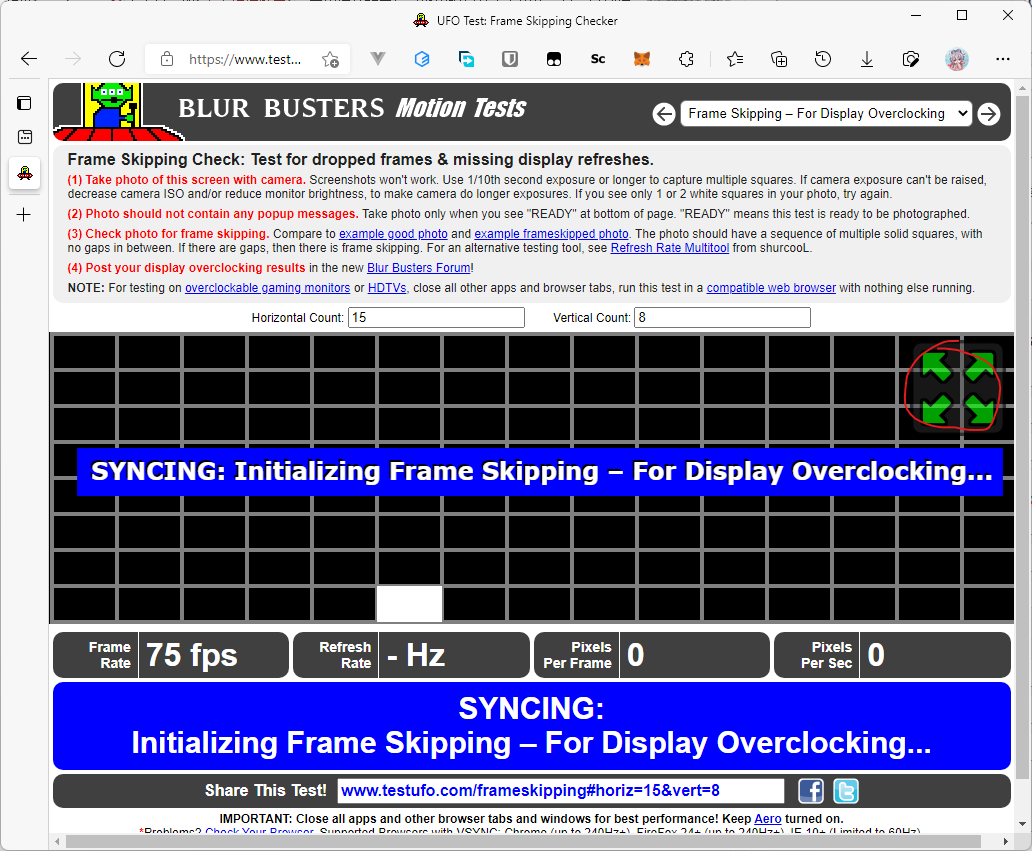 UFO Test: Frame Skipping Checker
https://www.test...
Sc
BLUR BUSTERS Motion Tests
Frame Skipping – For Display Overclocking
Frame Skipping Check: Test for dropped frames & missing display refreshes.
(1) Take photo of this screen with camera. Screenshots won't work. Use 1/10th second exposure or longer to capture multiple squares. If camera exposure can't be raised,
decrease camera ISO and/or reduce monitor brightness, to make camera do longer exposures. If you see only 1 or 2 white squares in your photo, try again.
(2) Photo should not contain any popup messages. Take photo only when you see "READY" at bottom of page. "READY" means this test is ready to be photographed.
(3) Check photo for frame skipping. Compare to example good photo and example frameskipped photo. The photo should have a sequence of multiple solid squares, with
no gaps in between. If there are gaps, then there is frame skipping. For an alternative testing tool, see Refresh Rate Multitool from shurcooL.
(4) Post your display overclocking results in the new Blur Busters Forum!
NOTE: For testing on overclockable gaming monitors or HDTVs, close all other apps and browser tabs, run this test in a compatible web browser with nothing else running.
Horizontal Count: 15 Vertical Count: 8
SYNCING: Initializing Frame Skipping – For Display Overclocking...
Frame Rate 75 fps Refresh Rate - Hz Pixels Per Frame 0 Pixels Per Sec 0
SYNCING:
Initializing Frame Skipping – For Display Overclocking...
Share This Test! www.testufo.com/frameskipping#horiz=15&vert=8
IMPORTANT: Close all apps and other browser tabs and windows for best performance! Keep Aero turned on.
*Problems? Check Your Browser. Supported Browsers with VSYNC: Chrome (up to 240Hz+), FireFox 24+ (up to 240Hz+), IE 10+ (Limited to 60Hz)